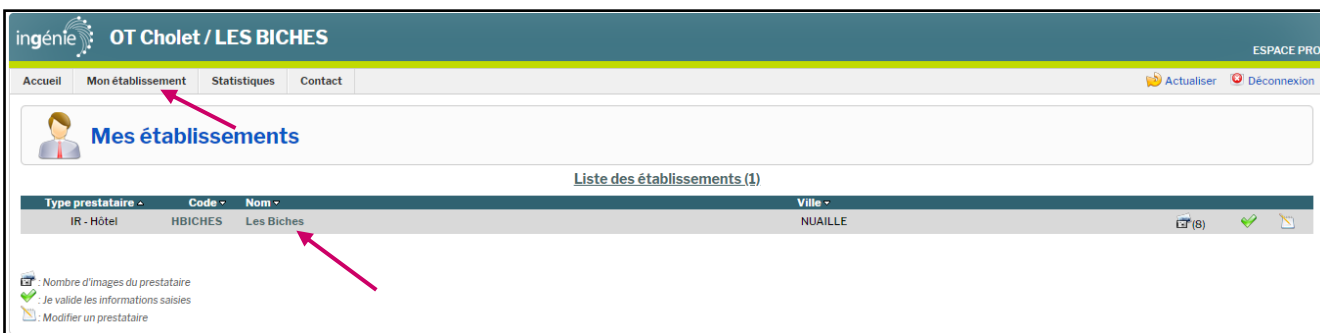 ingénie OT Cholet / LES BICHES
ESPACE PRO
Accueil Mon établissement Statistiques Contact Actualiser Déconnexion
Mes établissements
Liste des établissements (1)
Type prestataire Code Nom Ville
IR - Hôtel HBICHES Les Biches NUAILLE (8)
: Nombre d'images du prestataire
: Je valide les informations saisies
: Modifier un prestataire